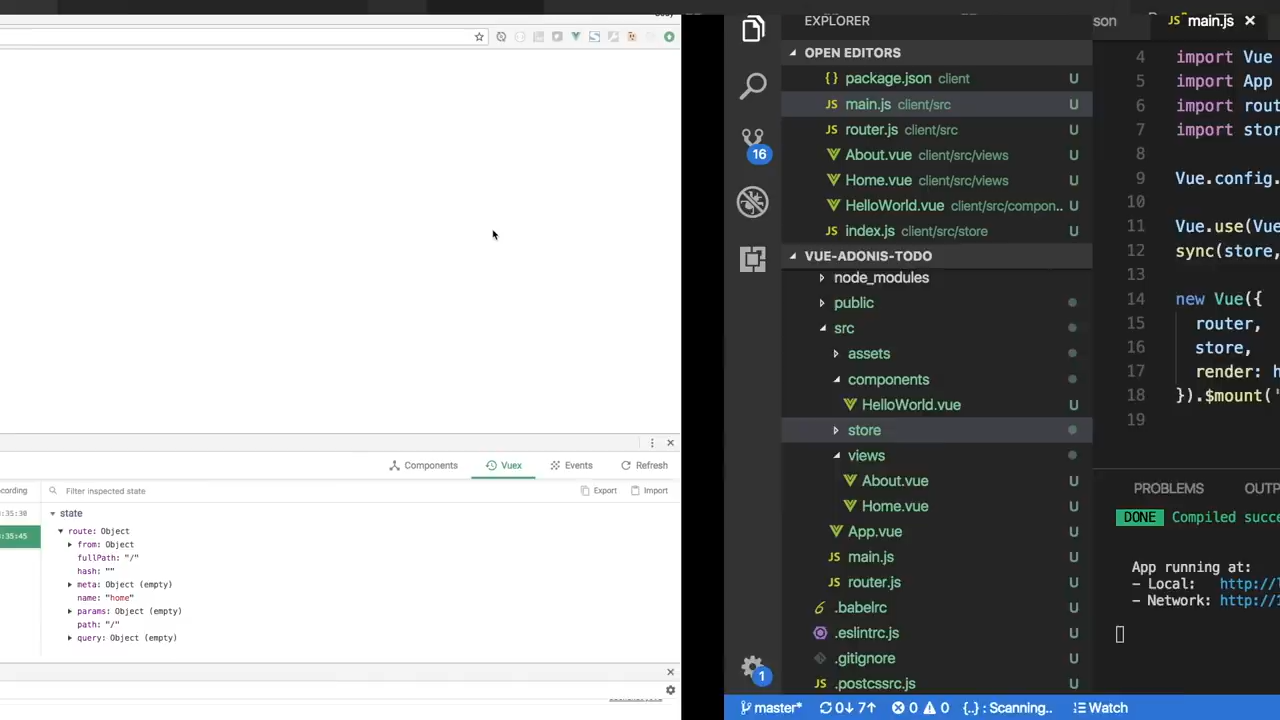 Components
Vuex
Events
Refresh
cording
Filter inspected state
Export
Import
:35:30
state
:35:45
route: Object
from: Object
fullPath: "/"
hash: ""
meta: Object (empty)
name: "home"
params: Object (empty)
path: "/"
query: Object (empty)
EXPLORER
OPEN EDITORS
package.json client U
main.js client/src U
router.js client/src U
About.vue client/src/views U
Home.vue client/src/views U
HelloWorld.vue client/src/compon.. U
index.js client/src/store U
16
VUE-ADONIS-TODO
node_modules
public
src
assets
components
HelloWorld.vue U
store
views
About.vue U
Home.vue U
App.vue U
main.js U
router.js U
.babelrc U
.eslintrc.js U
.gitignore U
.postcssrc.js U
1
son
JS main.js
4 import Vue
5 import App
6 import rout
7 import stor
8
9 Vue.config.
10
11 Vue.use(Vue
12 sync(store,
13
14 new Vue({
15 router,
16 store,
17 render: h
18 }).$mount('
19
PROBLEMS
OUTP
DONE Compiled succe
App running at:
- Local: http://l
- Network: http://1
master* 0↓ 7↑ 0 0 {..} : Scanning.. Watch